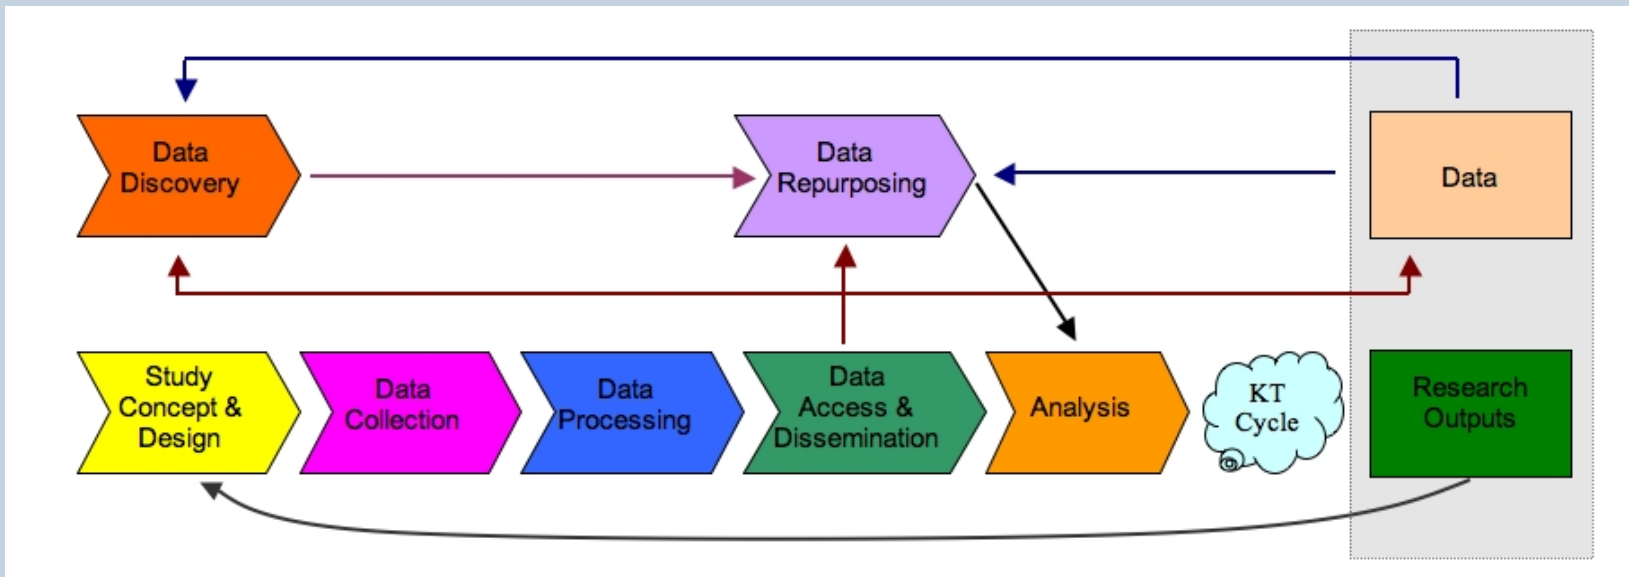 Data
Discovery
Data
Repurposing
Data
Study
Concept &
Design
Data
Collection
Data
Processing
Data
Access &
Dissemination
Analysis
KT
Cycle
Research
Outputs